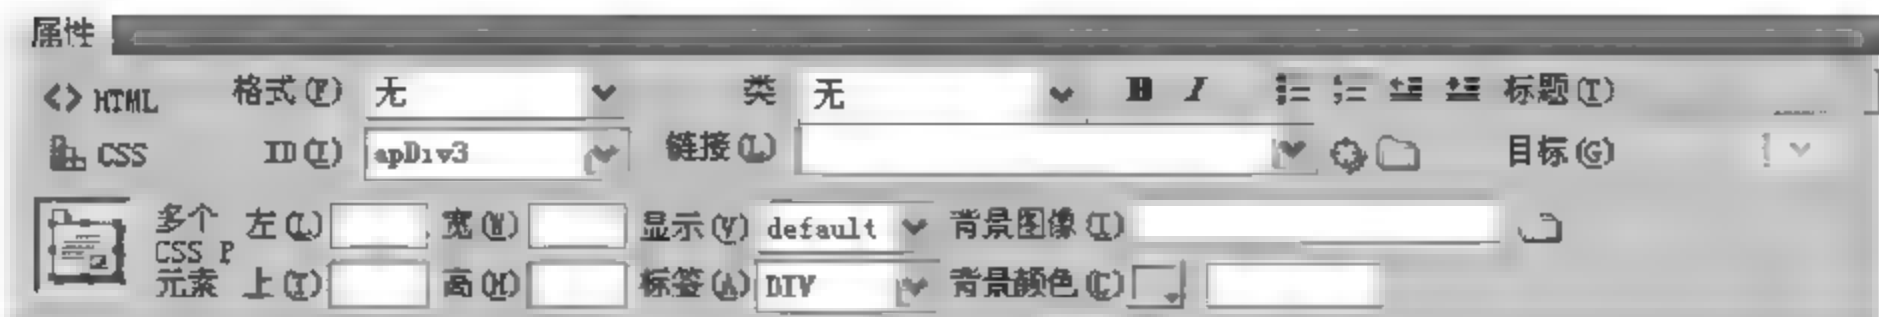 属性
<> HTML 格式(F) 无 类 无 B I 标题(T)
CSS ID(I) apDiv3 链接(L) 目标(G)
多个 左(L) 宽(W) 显示(V) default 背景图像(I)
CSS-P
元素 上(T) 高(H) 标签(A) DIV 背景颜色(C)